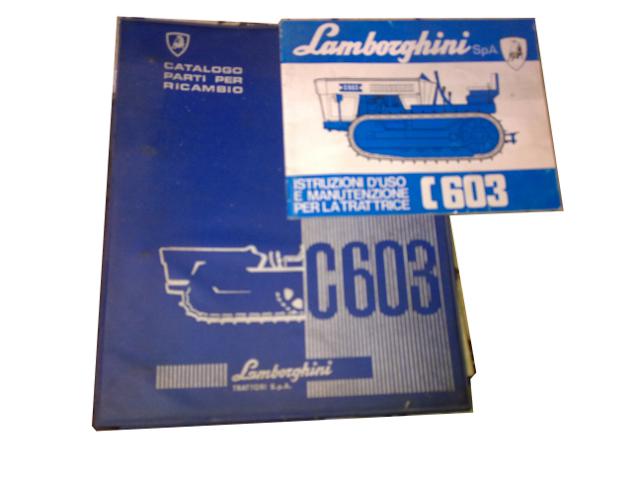 CATALOGO
PARTI PER
RICAMBIO
C603
Lamborghini
TRATTORI S.p.A.
Lamborghini SpA
C603
ISTRUZIONI D'USO
E MANUTENZIONE
PER LA TRATTRICE
C603